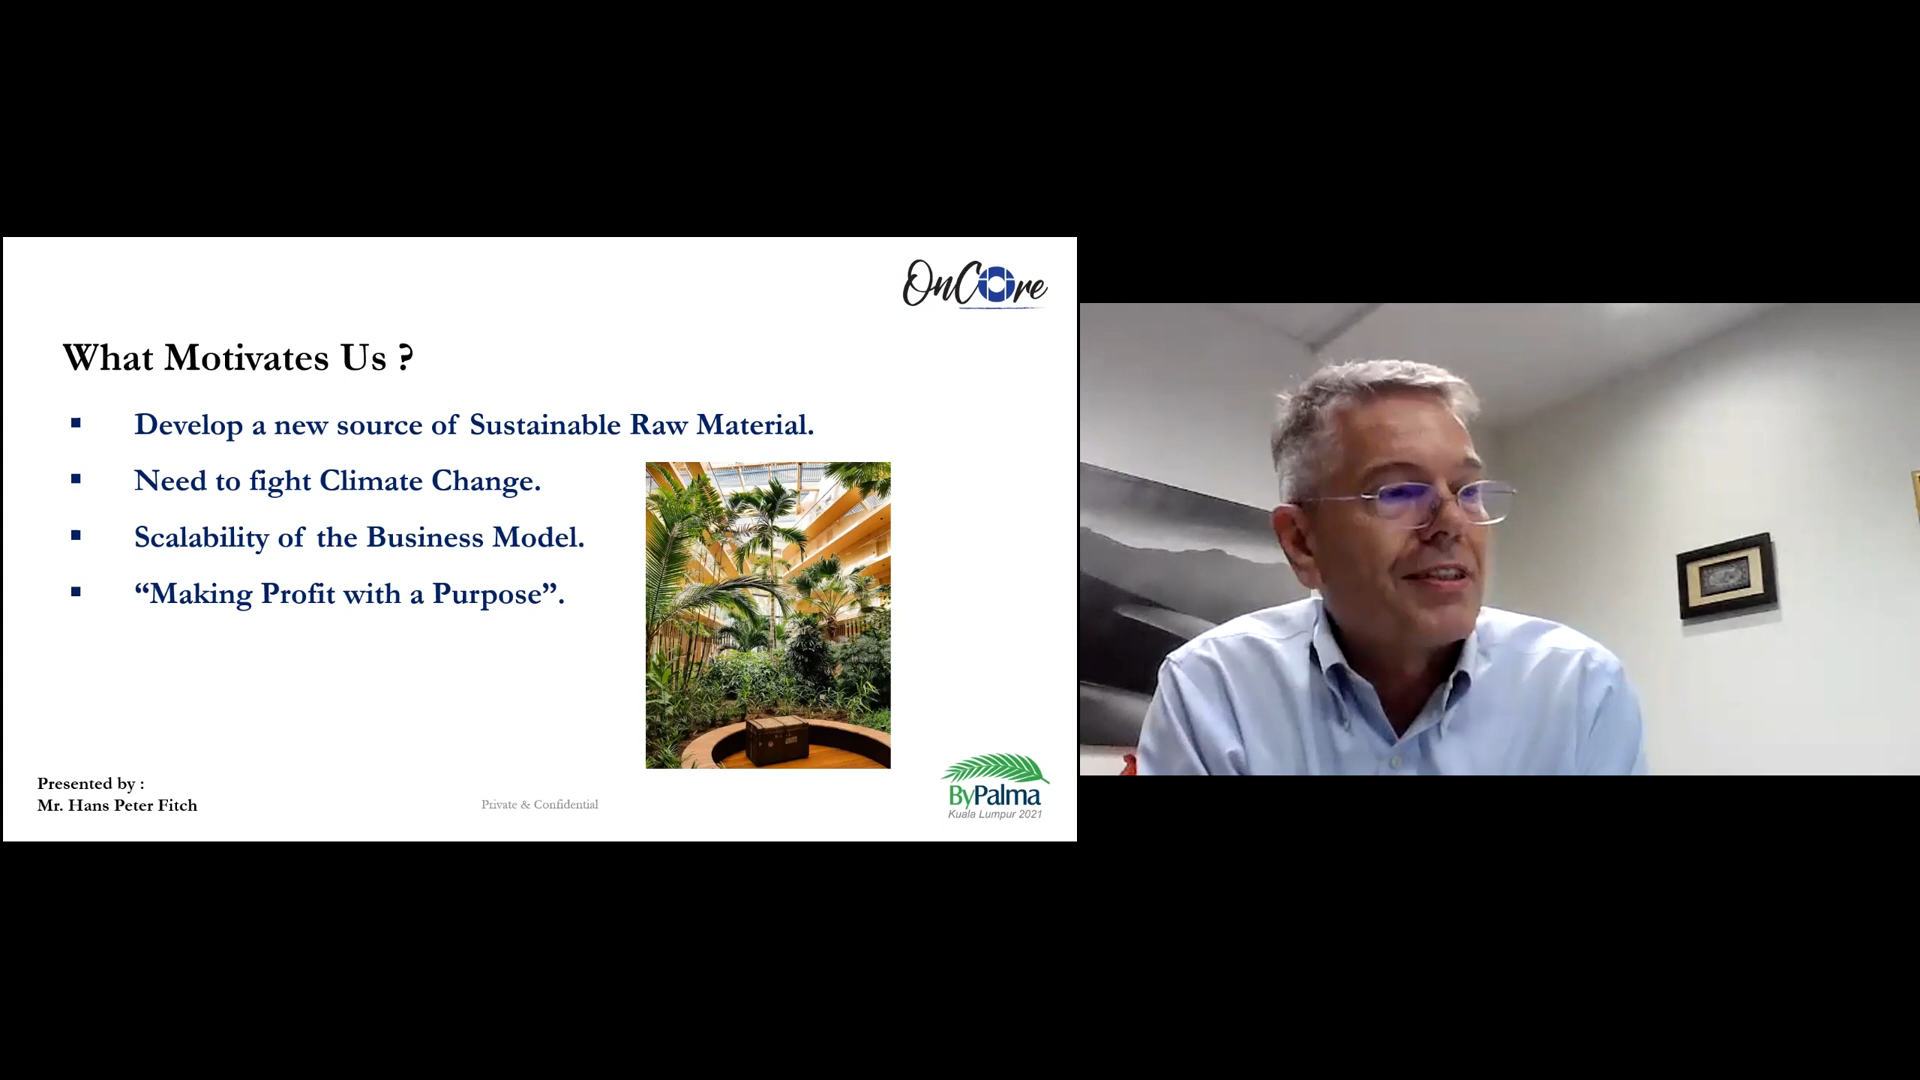 OnCore
What Motivates Us ?
Develop a new source of Sustainable Raw Material.
Need to fight Climate Change.
Scalability of the Business Model.
“Making Profit with a Purpose”.
Presented by :
Mr. Hans Peter Fitch
Private & Confidential
ByPalma
Kuala Lumpur 2021